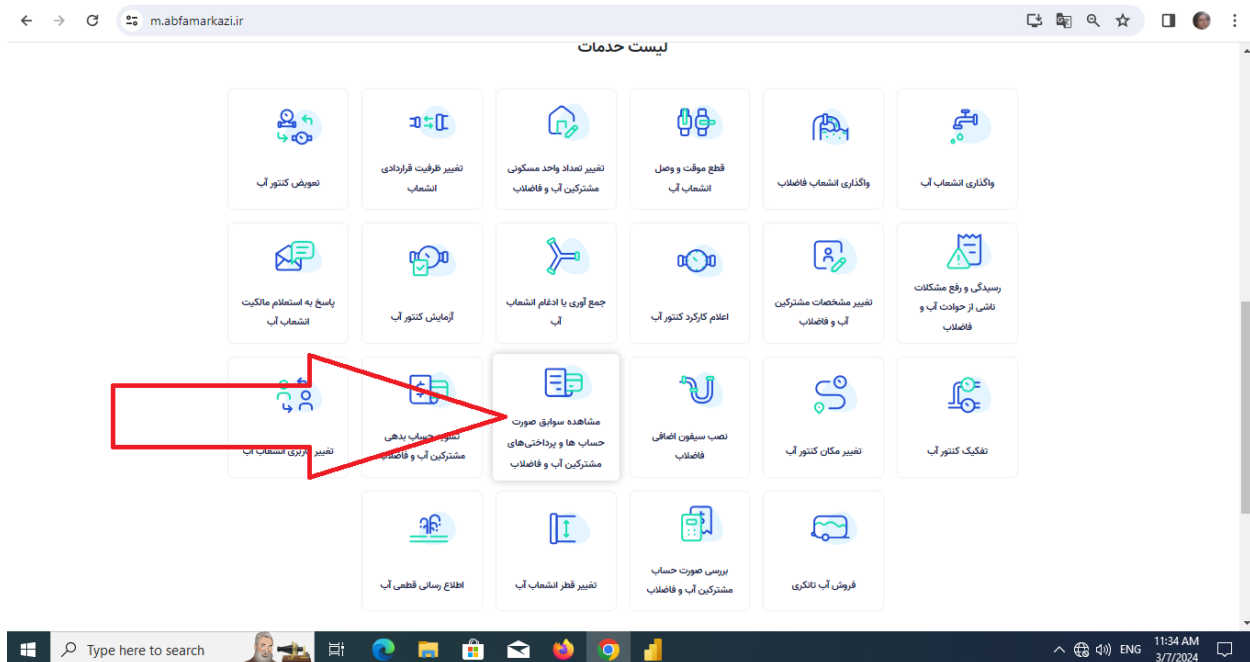 m.abfamarkazi.ir
لیست خدمات
واگذاری انشعاب آب
واگذاری انشعاب فاضلاب
قطع موقت و وصل
انشعاب آب
تغییر تعداد واحد مسکونی
مشترکین آب و فاضلاب
تغییر ظرفیت قراردادی
انشعاب
تعویض کنتور آب
رسیدگی و رفع مشکلات
ناشی از حوادث آب و
فاضلاب
تغییر مشخصات مشترکین
آب و فاضلاب
اعلام کارکرد کنتور آب
جمع آوری یا ادغام انشعاب
آب
آزمایش کنتور آب
پاسخ به استعلام مالکیت
انشعاب آب
تفکیک کنتور آب
تغییر مکان کنتور آب
نصب سیفون اضافی
فاضلاب
مشاهده سوابق صورت
حساب ها و پرداختی‌های
مشترکین آب و فاضلاب
تسویه حساب بدهی
مشترکین آب و فاضلاب
تغییر کاربری انشعاب آب
فروش آب تانکری
بررسی صورت حساب
مشترکین آب و فاضلاب
تغییر قطر انشعاب آب
اطلاع رسانی قطعی آب
Type here to search
ENG
11:34 AM
3/7/2024